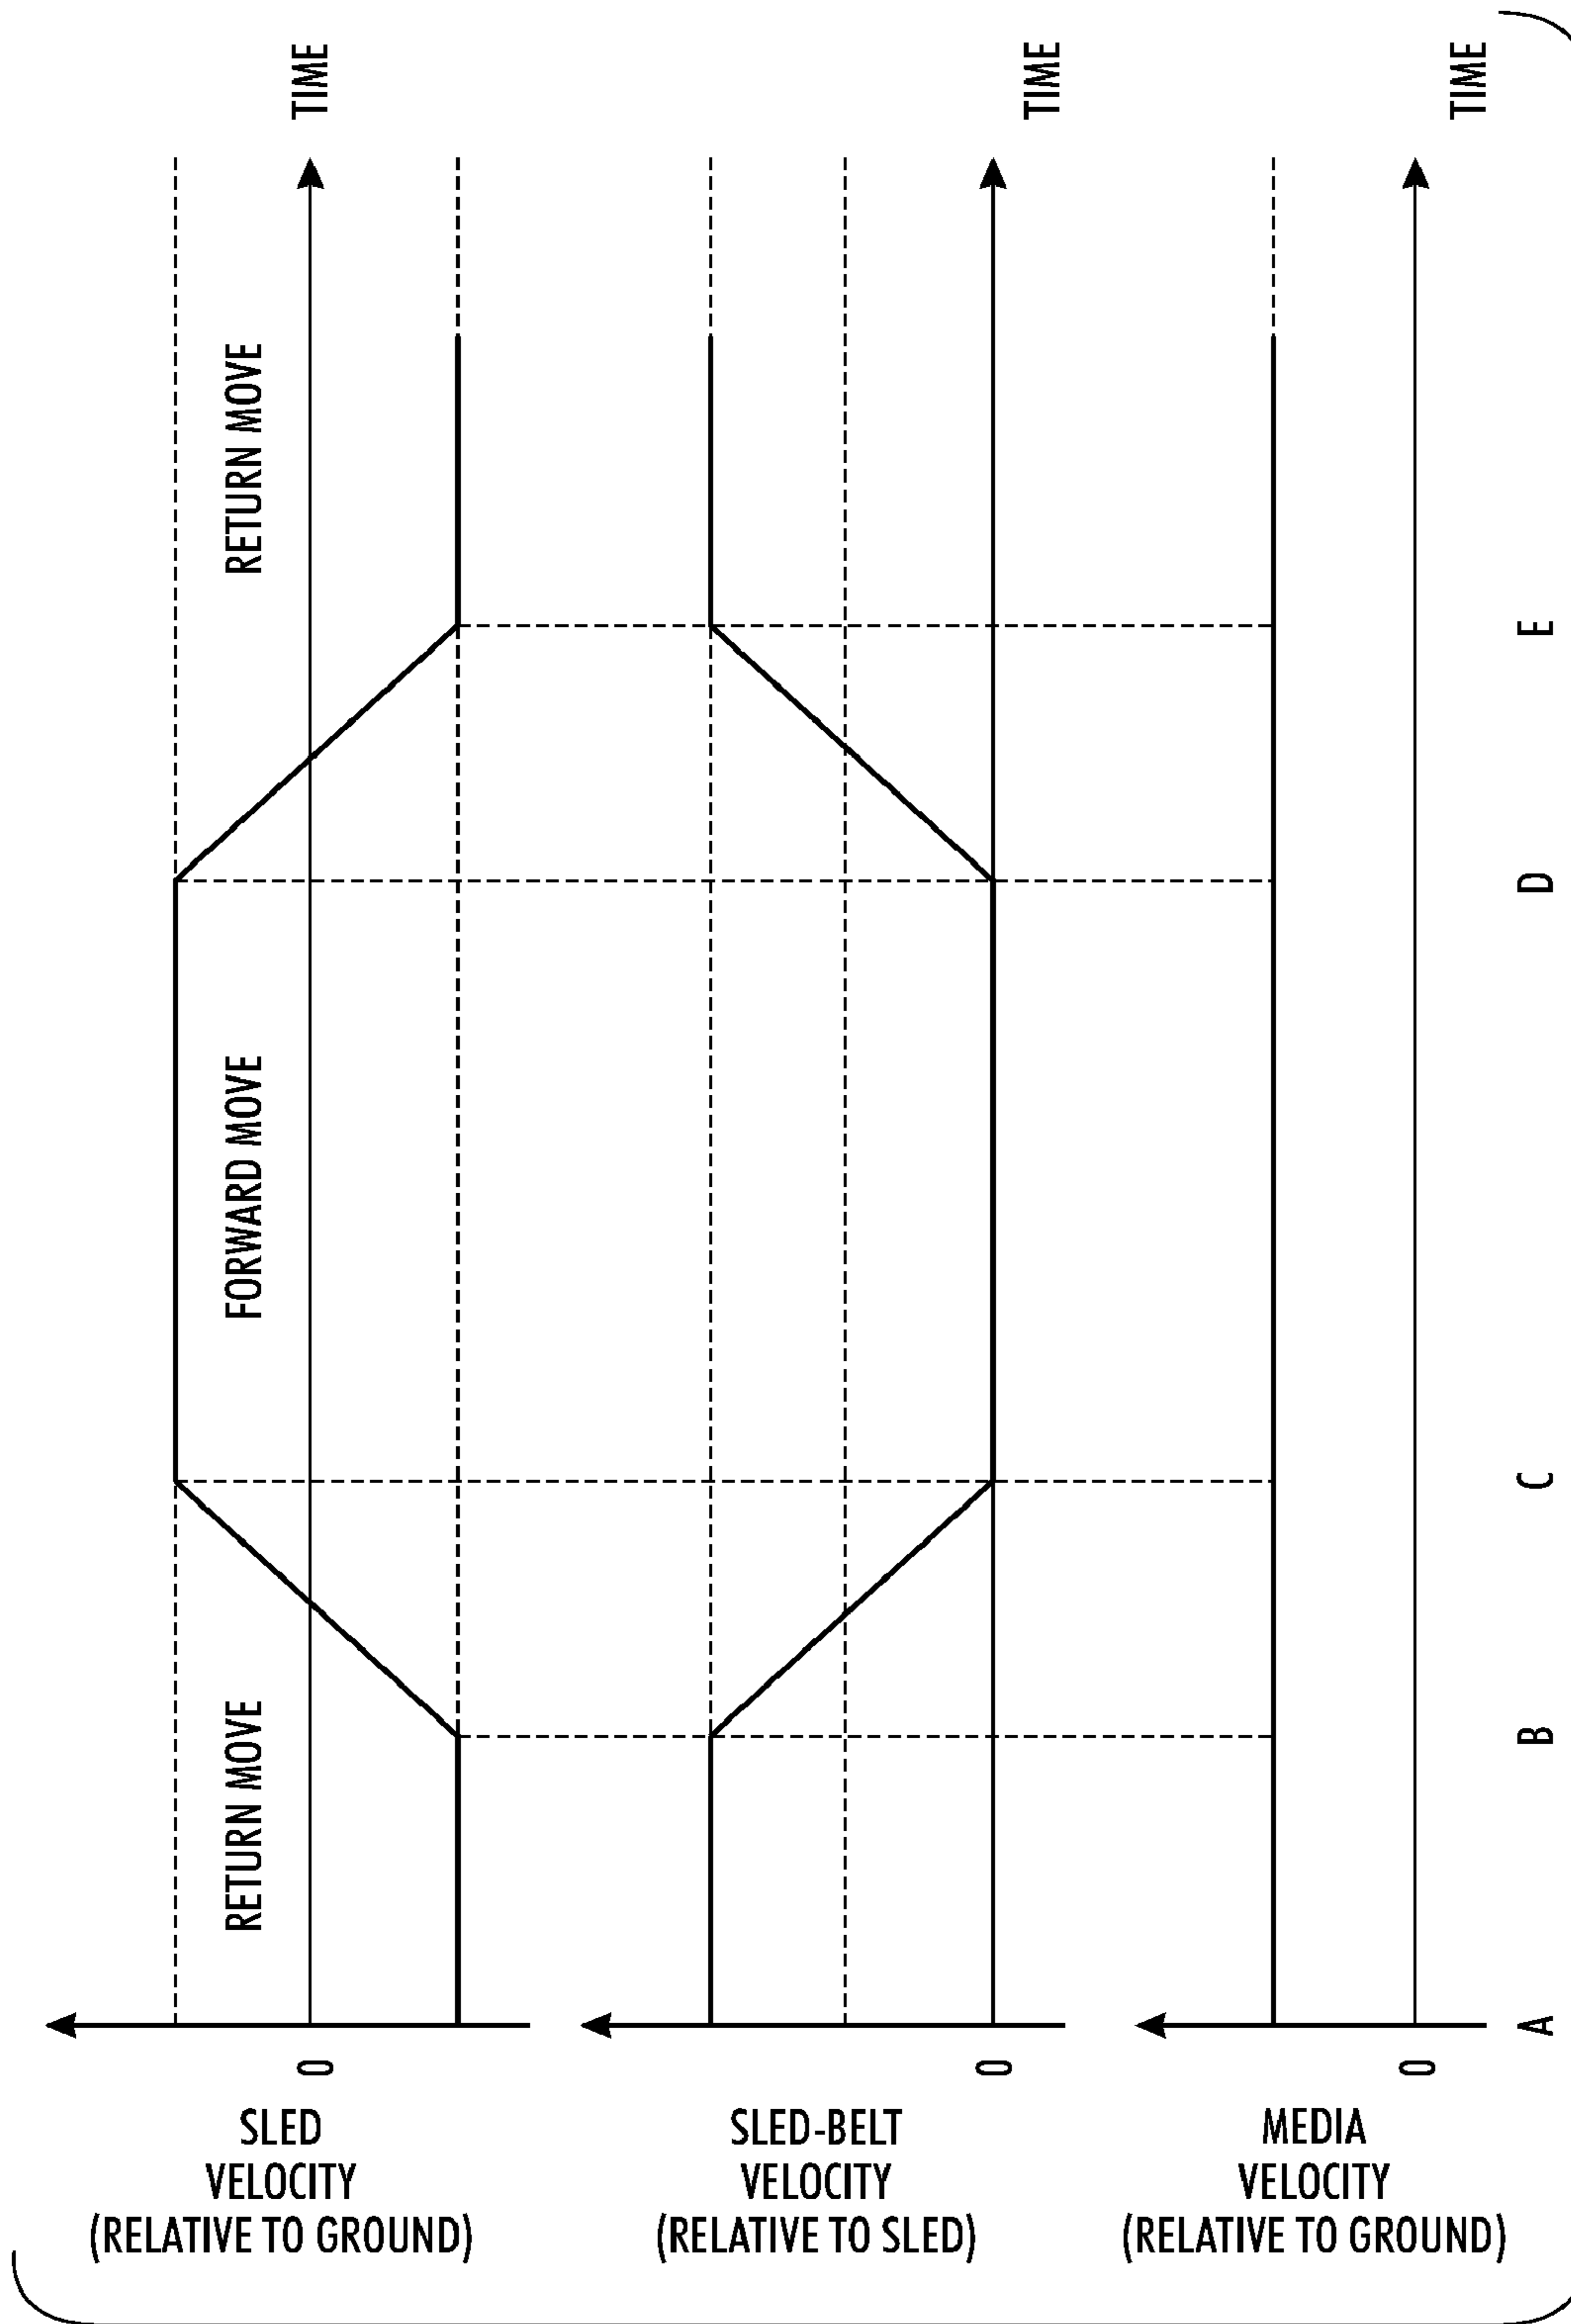 SLED
VELOCITY
(RELATIVE TO GROUND)
0
RETURN MOVE
FORWARD MOVE
RETURN MOVE
TIME
SLED-BELT
VELOCITY
(RELATIVE TO SLED)
0
TIME
MEDIA
VELOCITY
(RELATIVE TO GROUND)
0
TIME
A
B
C
D
E